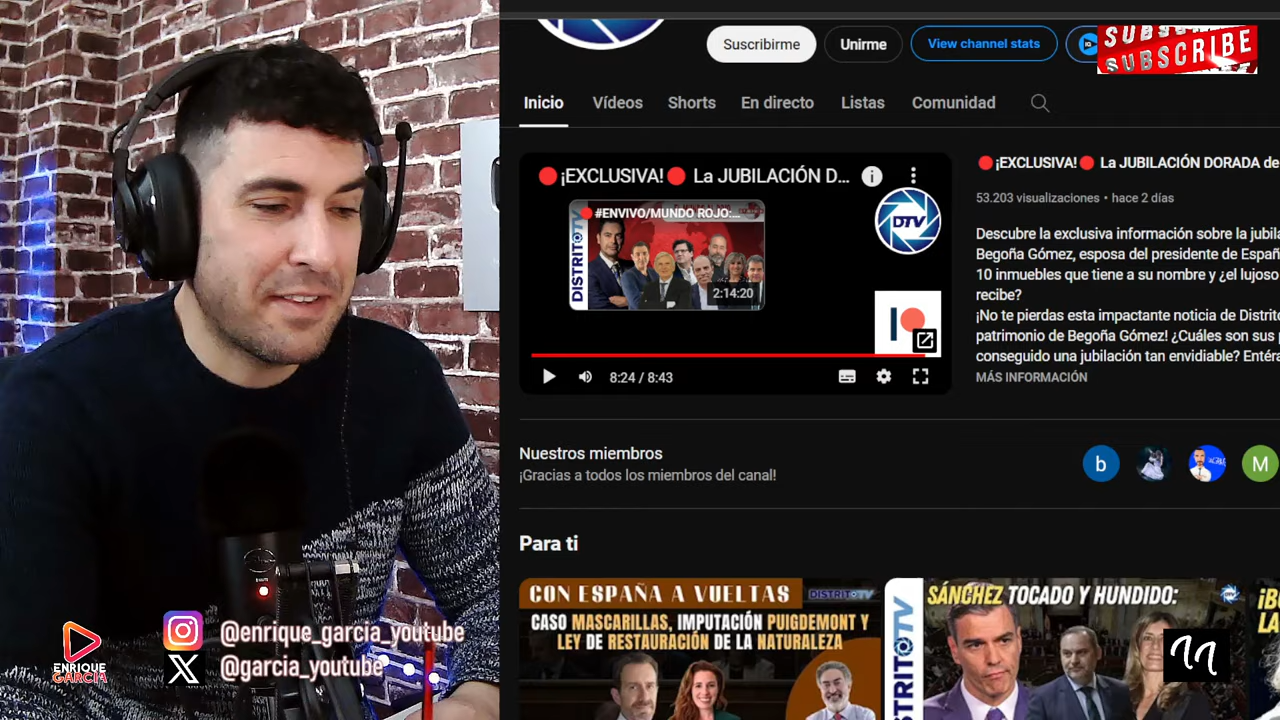 Suscribirme
Unirme
View channel stats
SUBSCRIBE
SUBSCRIBE
Inicio
Vídeos
Shorts
En directo
Listas
Comunidad
🔴¡EXCLUSIVA!🔴 La JUBILACIÓN D...
#ENVIVO/MUNDO ROJO:...
DISTRITOTV
2:14:20
DTV
8:24 / 8:43
🔴¡EXCLUSIVA!🔴 La JUBILACIÓN DORADA de
53.203 visualizaciones • hace 2 días
Descubre la exclusiva información sobre la jubila
Begoña Gómez, esposa del presidente de Españ
10 inmuebles que tiene a su nombre y ¿el lujoso
recibe?
¡No te pierdas esta impactante noticia de Distrito
patrimonio de Begoña Gómez! ¿Cuáles son sus p
conseguido una jubilación tan envidiable? Entéra
MÁS INFORMACIÓN
Nuestros miembros
¡Gracias a todos los miembros del canal!
b
M
Para ti
CON ESPAÑA A VUELTAS
DISTRITOTV
CASO MASCARILLAS, IMPUTACIÓN PUIGDEMONT Y
LEY DE RESTAURACIÓN DE LA NATURALEZA
SÁNCHEZ TOCADO Y HUNDIDO:
STRITOTV
¡B
LA
ENRIQUE
GARCÍA
@enrique_garcia_youtube
@garcia_youtube